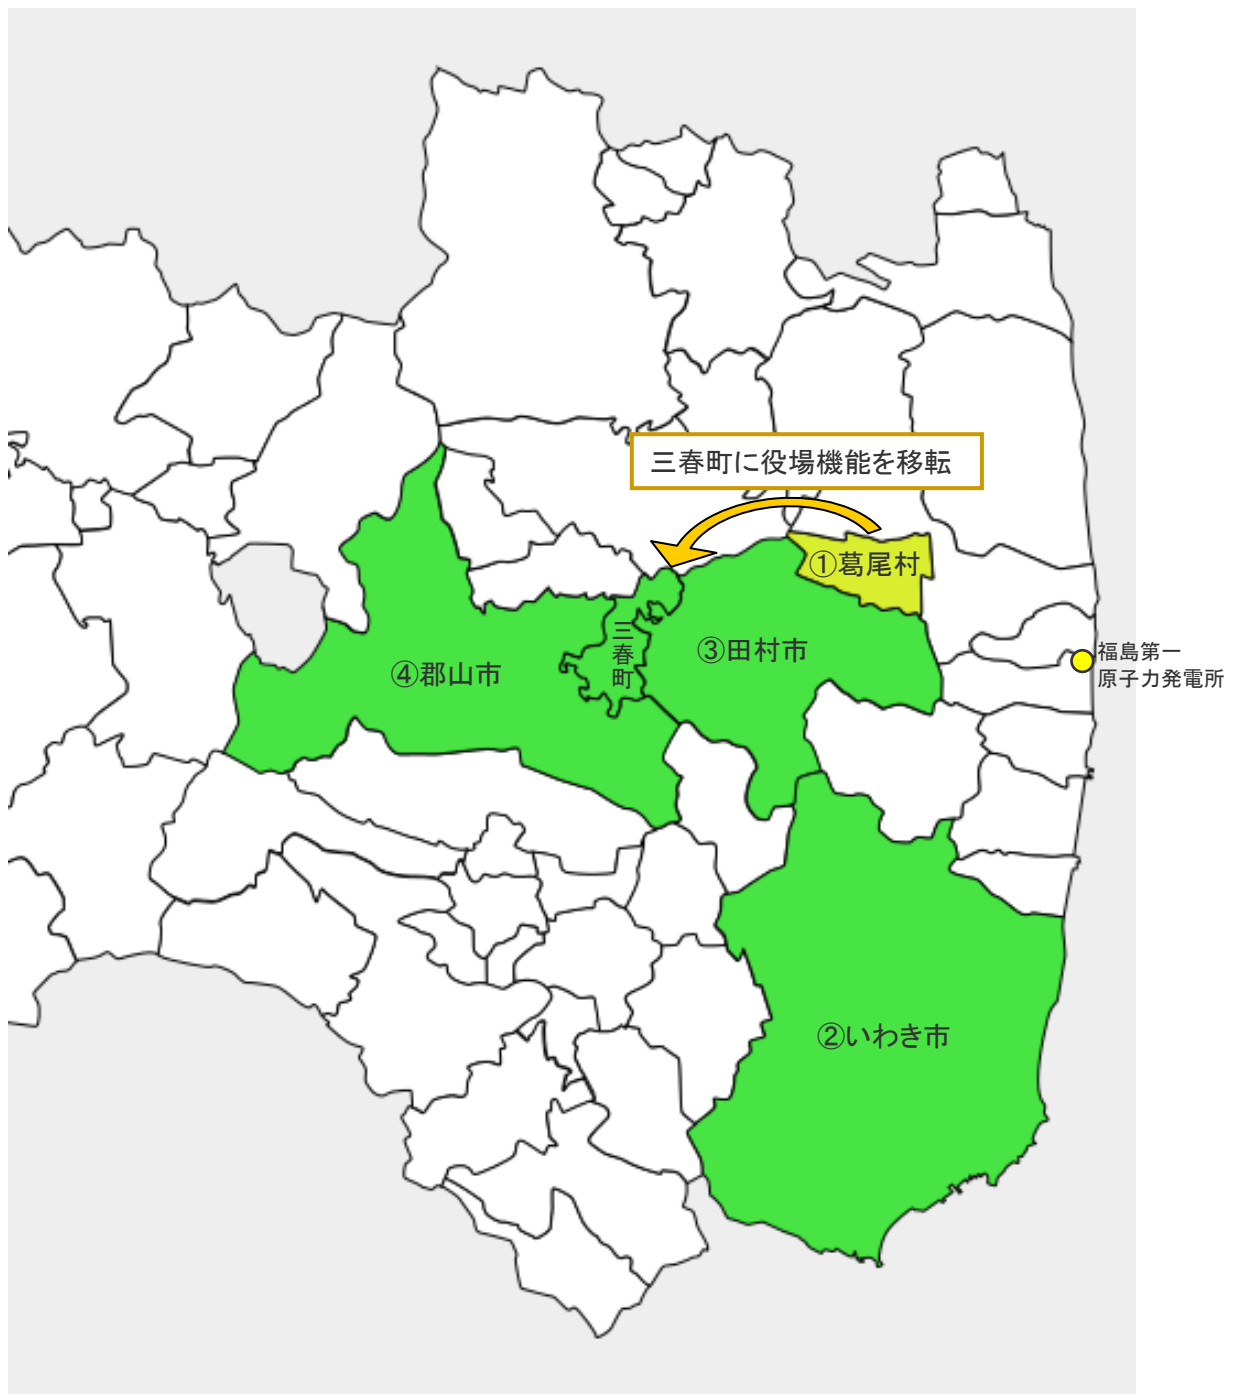 三春町に役場機能を移転
①葛尾村
三春町
③田村市
④郡山市
福島第一
原子力発電所
②いわき市